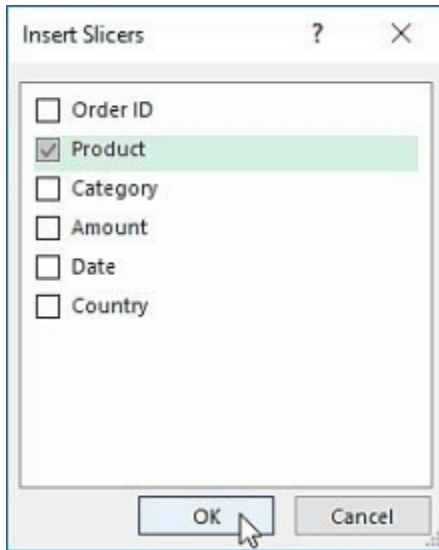 Insert Slicers ?
Order ID
Product
Category
Amount
Date
Country
OK Cancel